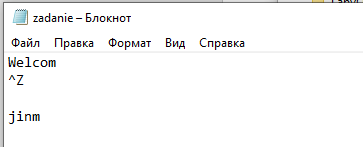 zadanie – Блокнот
Файл Правка Формат Вид Справка
Welcom
^Z
jinm